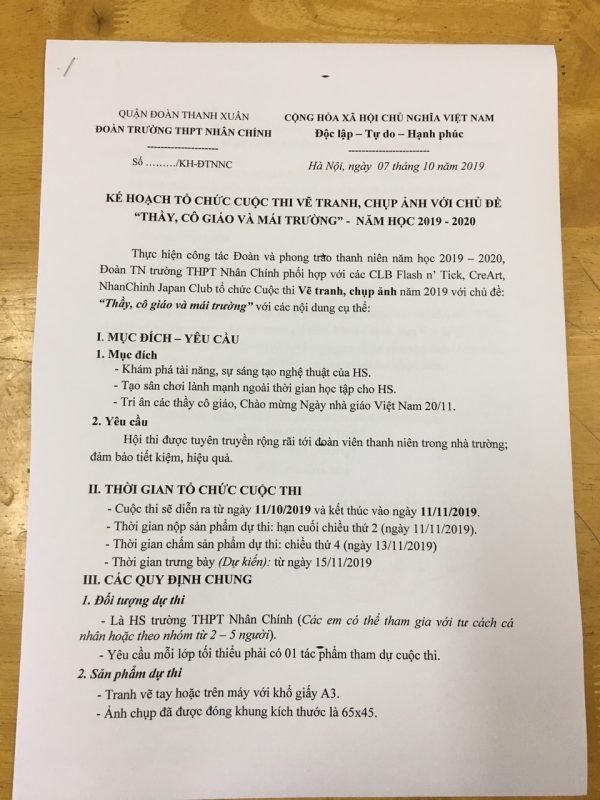 QUẬN ĐOÀN THANH XUÂN
ĐOÀN TRƯỜNG THPT NHÂN CHÍNH
Số ………/KH-ĐTNNC
CỘNG HÒA XÃ HỘI CHỦ NGHĨA VIỆT NAM
Độc lập – Tự do – Hạnh phúc
Hà Nội, ngày 07 tháng 10 năm 2019
KẾ HOẠCH TỔ CHỨC CUỘC THI VẼ TRANH, CHỤP ẢNH VỚI CHỦ ĐỀ
“THẦY, CÔ GIÁO VÀ MÁI TRƯỜNG” - NĂM HỌC 2019 - 2020
Thực hiện công tác Đoàn và phong trào thanh niên năm học 2019 – 2020,
Đoàn TN trường THPT Nhân Chính phối hợp với các CLB Flash n’ Tick, CreArt,
NhanChinh Japan Club tổ chức Cuộc thi Vẽ tranh, chụp ảnh năm 2019 với chủ đề:
“Thầy, cô giáo và mái trường” với các nội dung cụ thể:
I. MỤC ĐÍCH – YÊU CẦU
1. Mục đích
- Khám phá tài năng, sự sáng tạo nghệ thuật của HS.
- Tạo sân chơi lành mạnh ngoài thời gian học tập cho HS.
- Tri ân các thầy cô giáo, Chào mừng Ngày nhà giáo Việt Nam 20/11.
2. Yêu cầu
Hội thi được tuyên truyền rộng rãi tới đoàn viên thanh niên trong nhà trường;
đảm bảo tiết kiệm, hiệu quả.
II. THỜI GIAN TỔ CHỨC CUỘC THI
- Cuộc thi sẽ diễn ra từ ngày 11/10/2019 và kết thúc vào ngày 11/11/2019.
- Thời gian nộp sản phẩm dự thi: hạn cuối chiều thứ 2 (ngày 11/11/2019).
- Thời gian chấm sản phẩm dự thi: chiều thứ 4 (ngày 13/11/2019)
- Thời gian trưng bày (Dự kiến): từ ngày 15/11/2019
III. CÁC QUY ĐỊNH CHUNG
1. Đối tượng dự thi
- Là HS trường THPT Nhân Chính (Các em có thể tham gia với tư cách cá
nhân hoặc theo nhóm từ 2 – 5 người).
- Yêu cầu mỗi lớp tối thiểu phải có 01 tác phẩm tham dự cuộc thi.
2. Sản phẩm dự thi
- Tranh vẽ tay hoặc trên máy với khổ giấy A3.
- Ảnh chụp đã được đóng khung kích thước là 65x45.